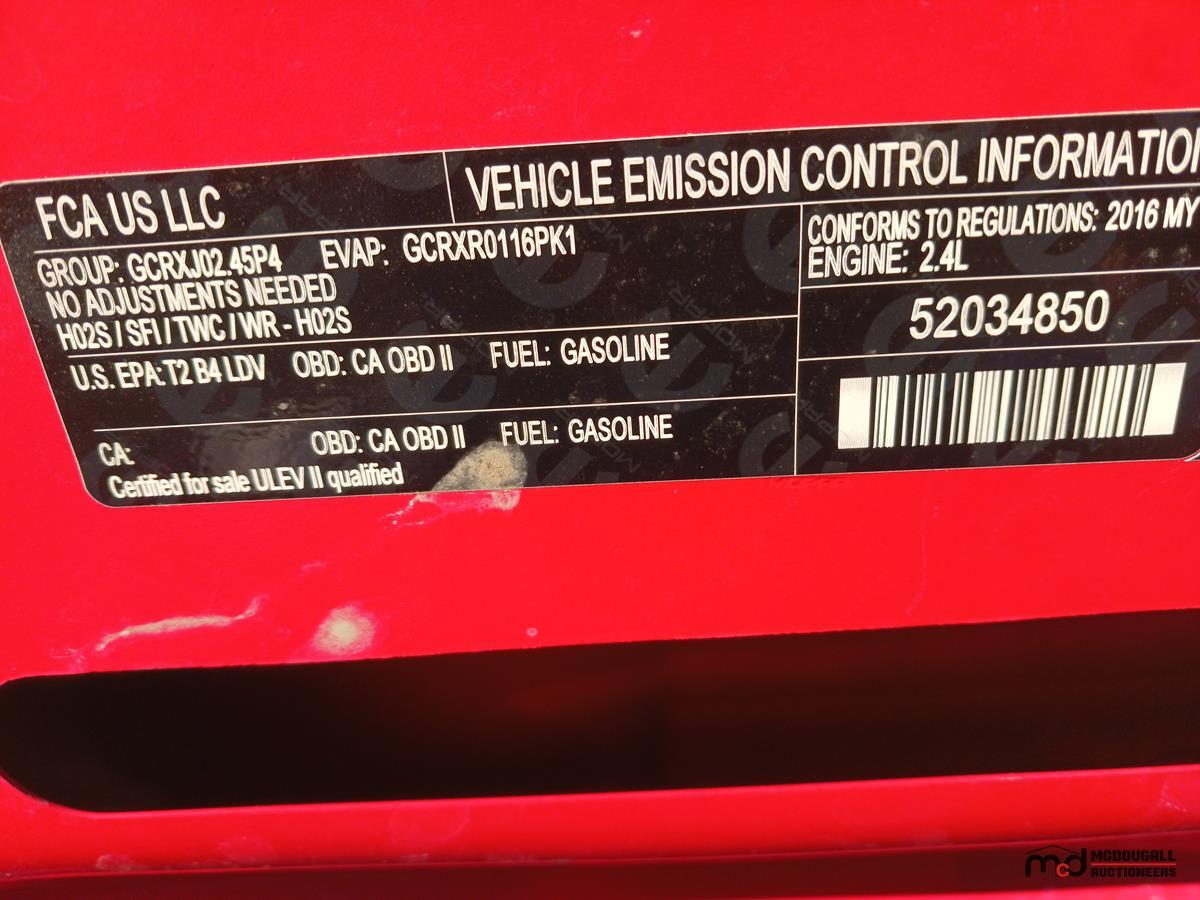 FCA US LLC
VEHICLE EMISSION CONTROL INFORMATION
GROUP: GCRXJ02.45P4 EVAP: GCRXR0116PK1
NO ADJUSTMENTS NEEDED
H02S / SFI / TWC / WR - H02S
CONFORMS TO REGULATIONS: 2016 MY
ENGINE: 2.4L
52034850
U.S. EPA: T2 B4 LDV OBD: CA OBD II FUEL: GASOLINE
CA: OBD: CA OBD II FUEL: GASOLINE
Certified for sale ULEV II qualified
mcd MCDOUGALL
AUCTIONEERS